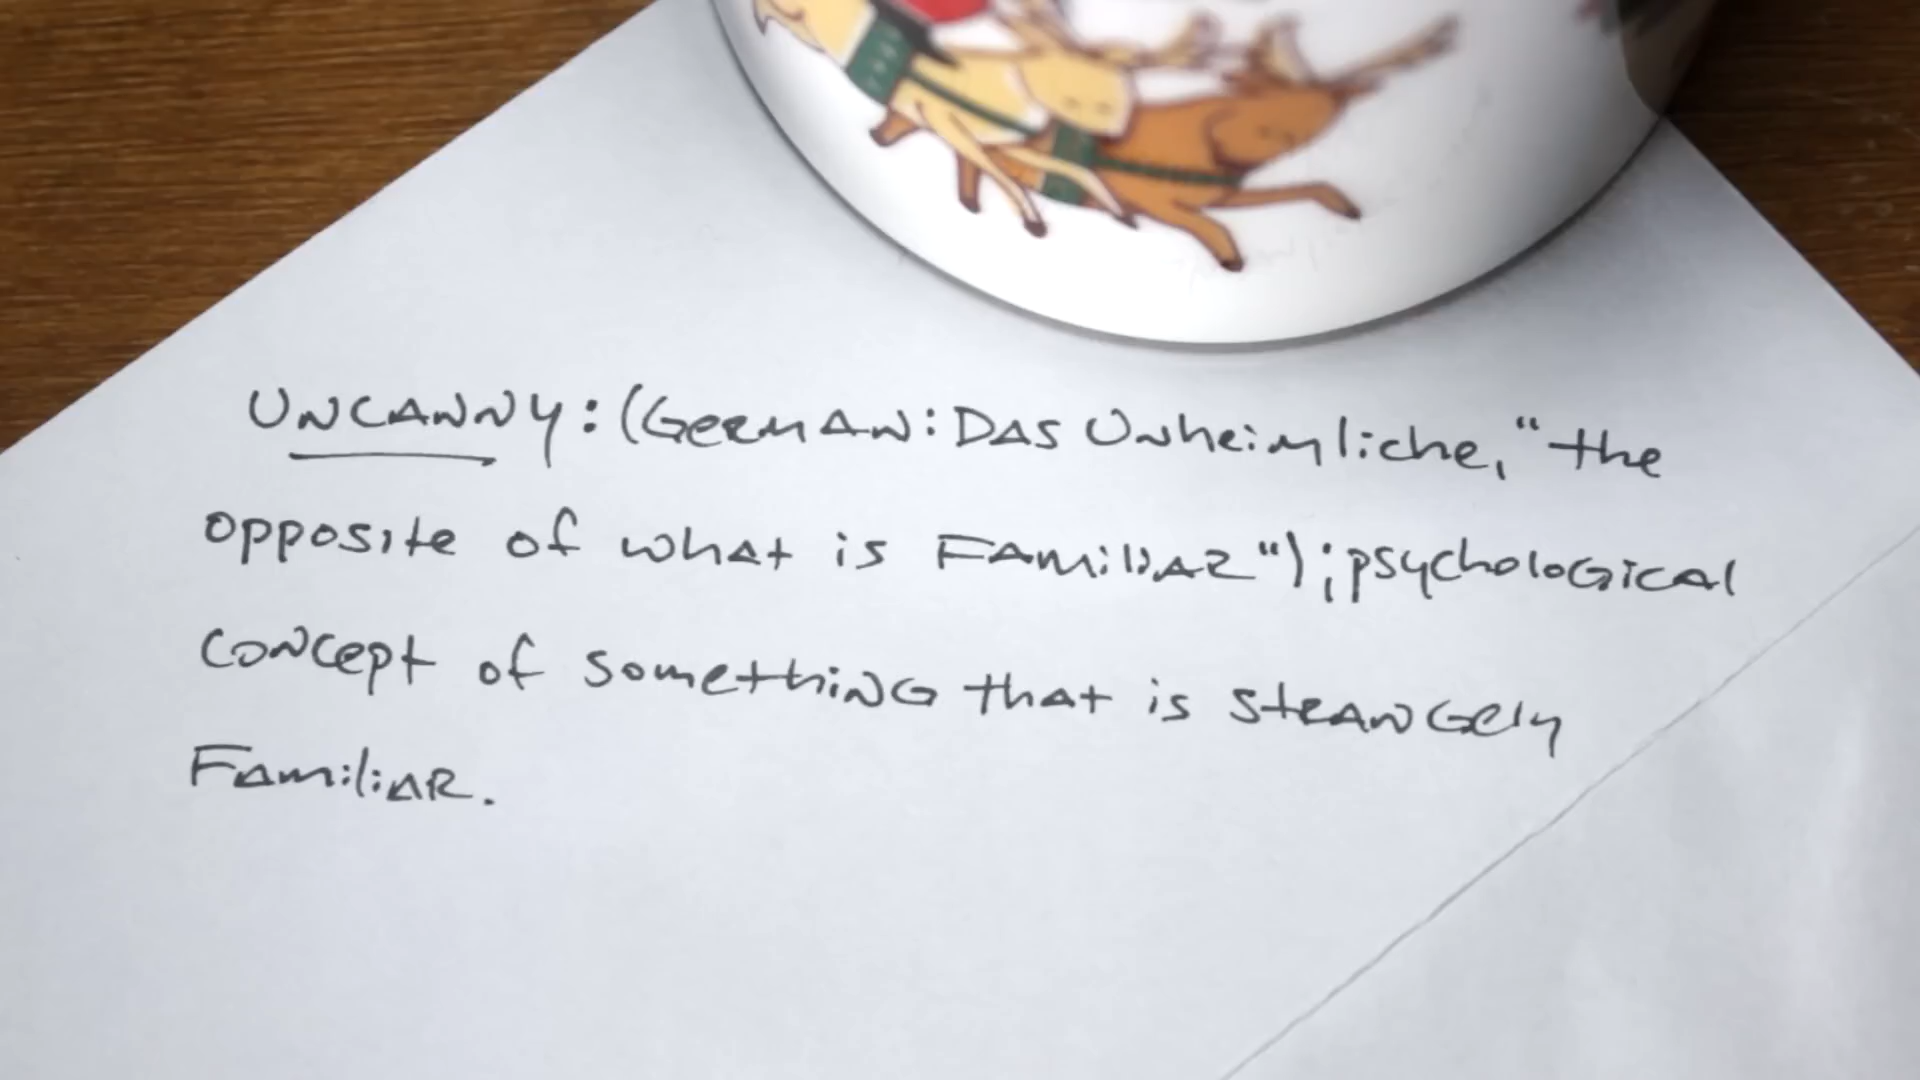 UNCANNY: (GERMAN: DAS Unheimliche, "the
opposite of what is FAMILIAR"); psychological
concept of something that is strangely
FAMILIAR.